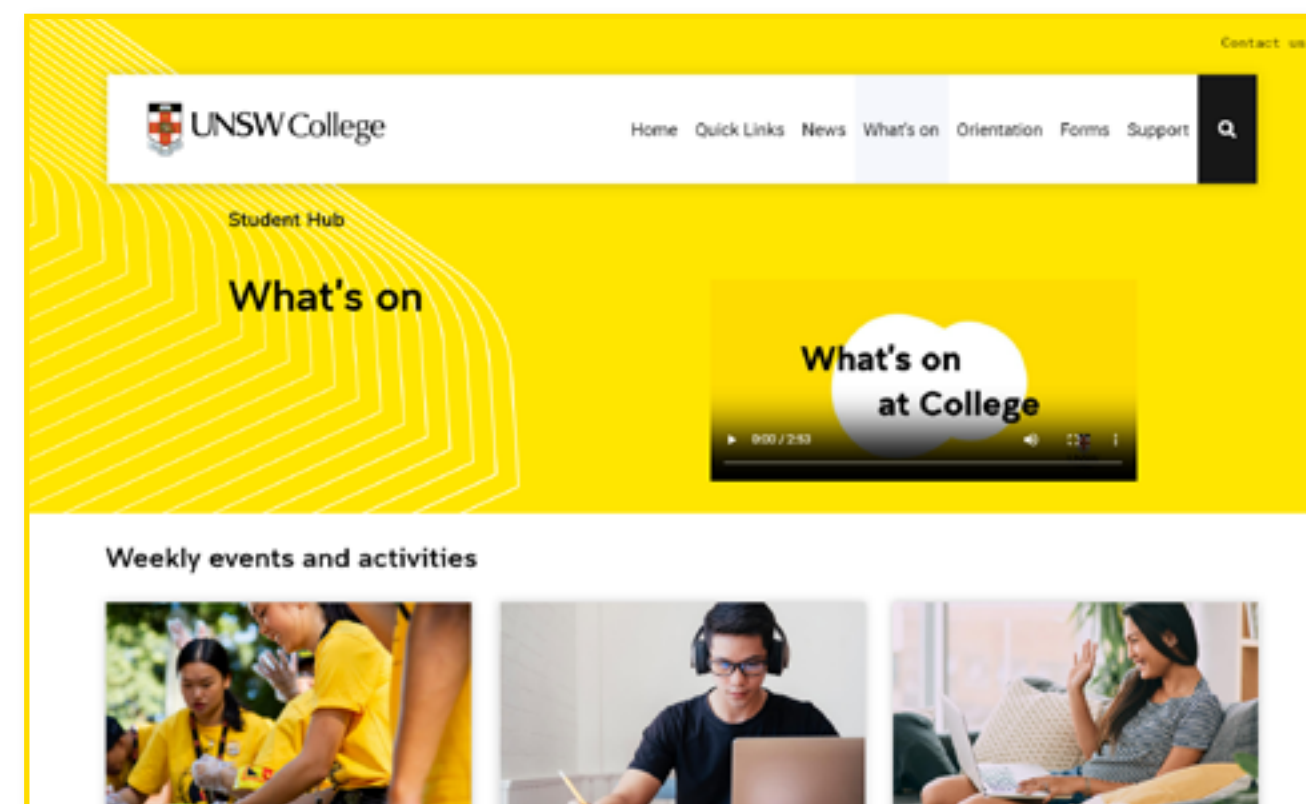 Contact us
UNSW College
Home Quick Links News What's on Orientation Forms Support
Student Hub
What's on
What's on
at College
0:00 / 2:53
Weekly events and activities